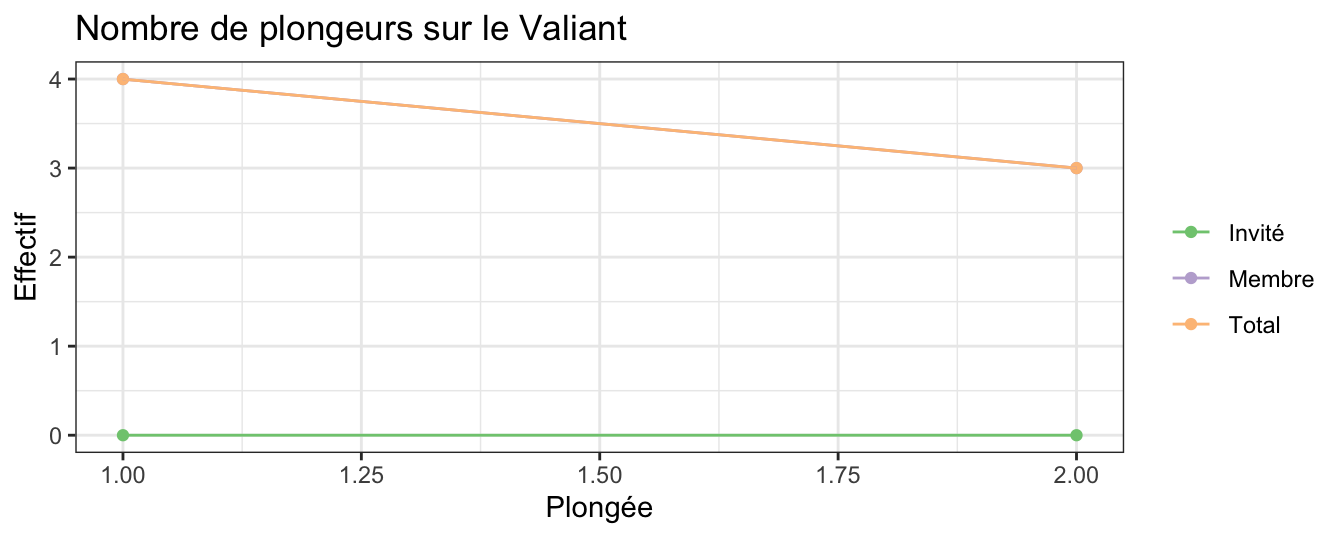 Nombre de plongeurs sur le Valiant
Effectif
4
3
2
1
0
1.00 1.25 1.50 1.75 2.00
Plongée
Invité
Membre
Total